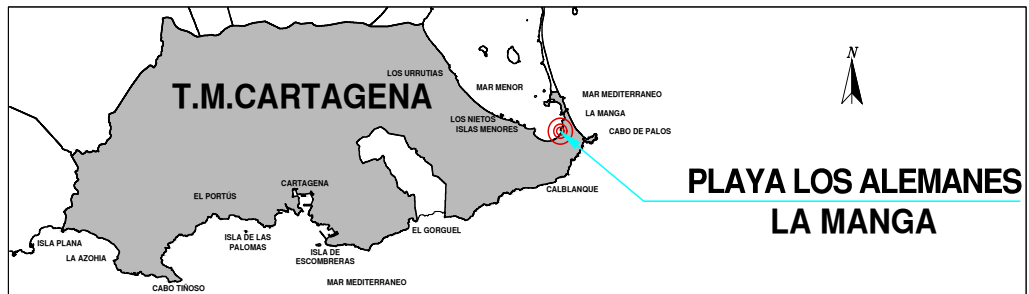 N
LOS URRUTIAS
T.M.CARTAGENA
MAR MENOR
MAR MEDITERRANEO
LA MANGA
LOS NIETOS
ISLAS MENORES
CABO DE PALOS
PLAYA LOS ALEMANES
LA MANGA
CARTAGENA
CALBLANQUE
EL PORTÚS
EL GORGUEL
ISLA DE LAS
PALOMAS
ISLA PLANA
LA AZOHIA
ISLA DE
ESCOMBRERAS
CABO TIÑOSO
MAR MEDITERRANEO